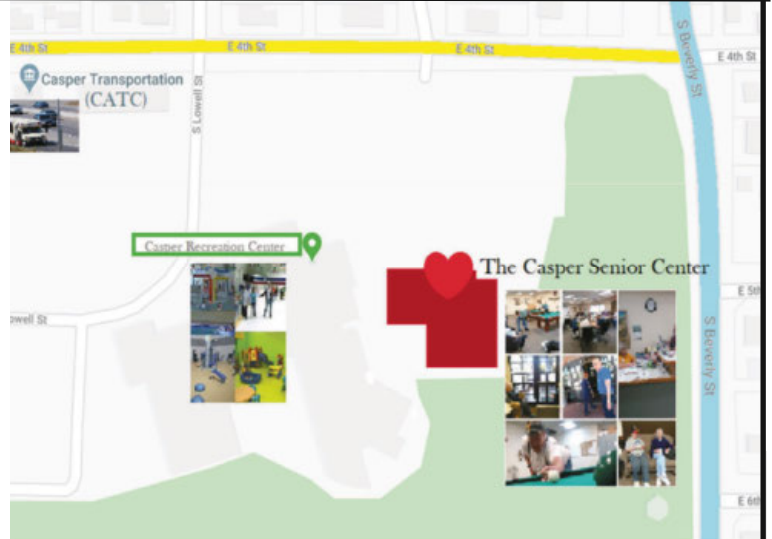 E 4th St
E 4th St
E 4th St
E 4th St
S Beverly St
Casper Transportation
(CATC)
S Lowell St
Casper Recreation Center
The Casper Senior Center
E 5th
owell St
S Beverly St
E 6th